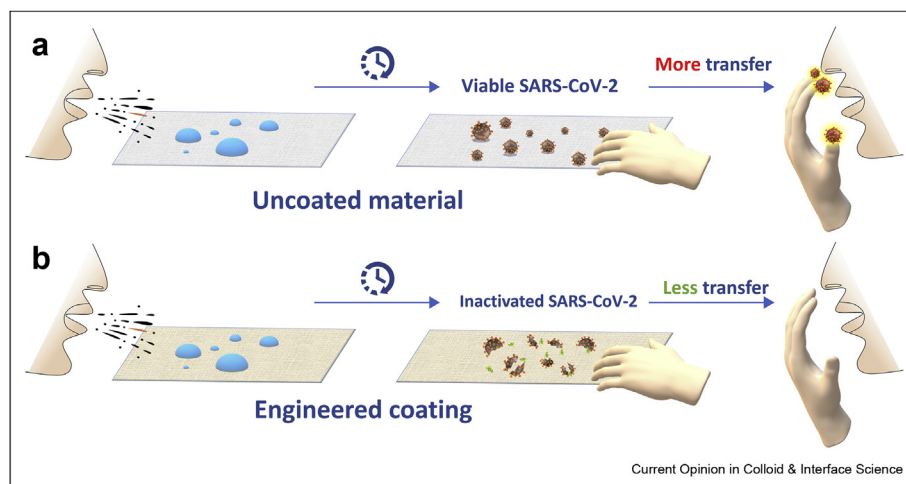 a
Viable SARS-CoV-2
More transfer
Uncoated material
b
Inactivated SARS-CoV-2
Less transfer
Engineered coating
Current Opinion in Colloid & Interface Science